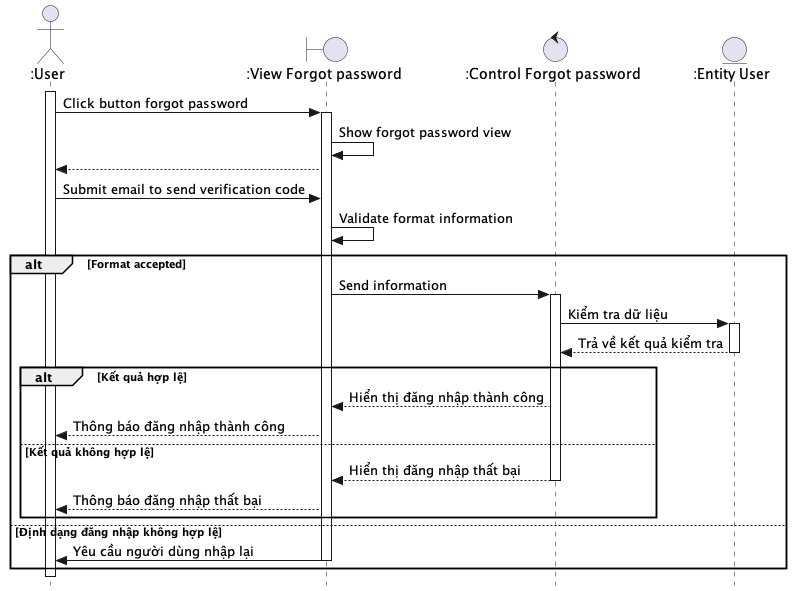 :User
:View Forgot password
:Control Forgot password
:Entity User
Click button forgot password
Show forgot password view
Submit email to send verification code
Validate format information
alt
[Format accepted]
Send information
Kiểm tra dữ liệu
Trả về kết quả kiểm tra
alt
[Kết quả hợp lệ]
Hiển thị đăng nhập thành công
Thông báo đăng nhập thành công
[Kết quả không hợp lệ]
Hiển thị đăng nhập thất bại
Thông báo đăng nhập thất bại
[Định dạng đăng nhập không hợp lệ]
Yêu cầu người dùng nhập lại